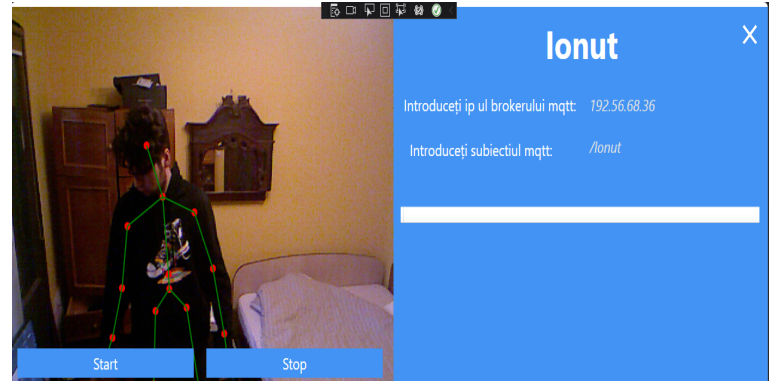 Ionut
X
Introduceți ip ul brokerului mqtt: 192.56.68.36
Introduceți subiectiul mqtt: /Ionut
Start Stop